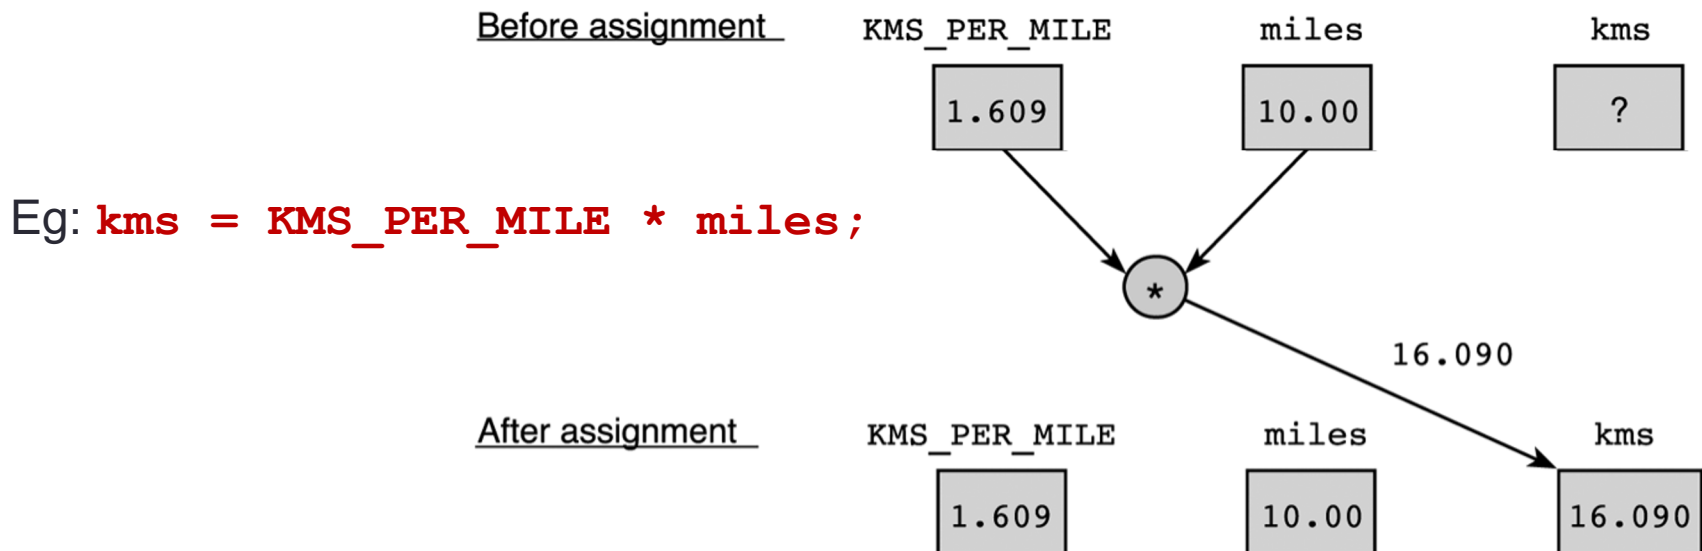 Before assignment KMS_PER_MILE miles kms
1.609 10.00 ?
Eg: kms = KMS_PER_MILE * miles;
*
16.090
After assignment KMS_PER_MILE miles kms
1.609 10.00 16.090